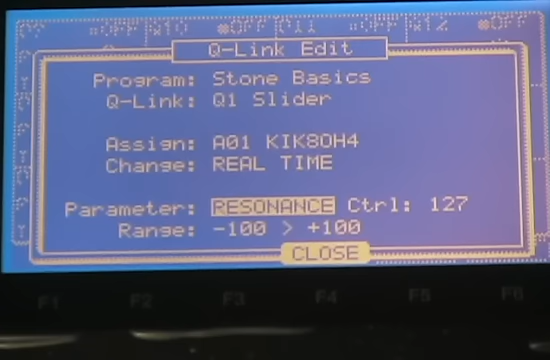 Q-Link Edit
Program: Stone Basics
Q-Link: Q1 Slider
Assign: A01 KIK8OH4
Change: REAL TIME
Parameter: RESONANCE Ctrl: 127
Range: -100 > +100
CLOSE
F1 F2 F3 F4 F5 F6